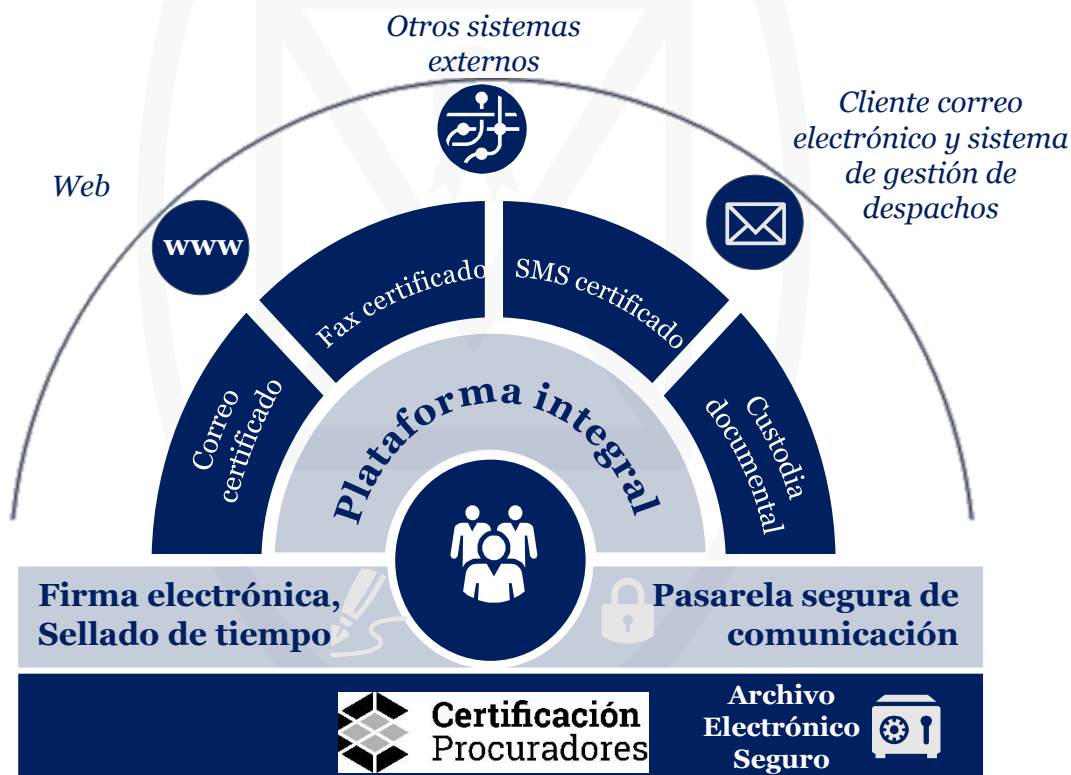 Otros sistemas
externos
Cliente correo
electrónico y sistema
de gestión de
despachos
Web
www
Fax certificado
SMS certificado
Correo
certificado
Custodia
documental
Plataforma integral
Firma electrónica,
Sellado de tiempo
Pasarela segura de
comunicación
Certificación
Procuradores
Archivo
Electrónico
Seguro